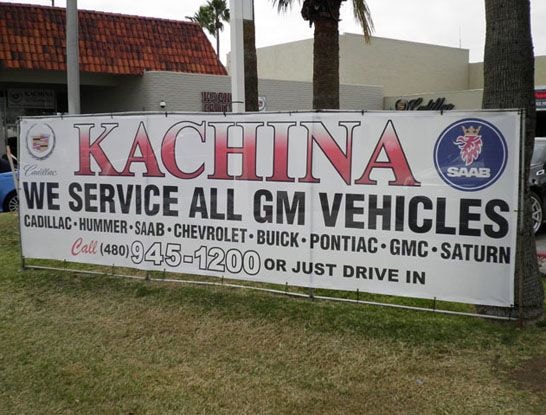 KACHINA
Cadillac
SAAB
WE SERVICE ALL GM VEHICLES
CADILLAC • HUMMER • SAAB • CHEVROLET • BUICK • PONTIAC • GMC • SATURN
Call (480) 945-1200 OR JUST DRIVE IN
KACHINA
Cadillac